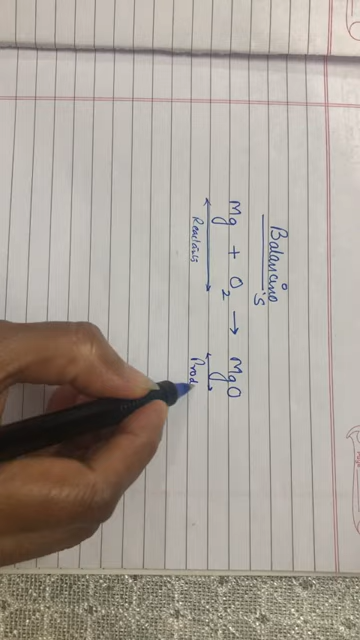 Balancing
Mg + O₂ → MgO
Reactants Prod